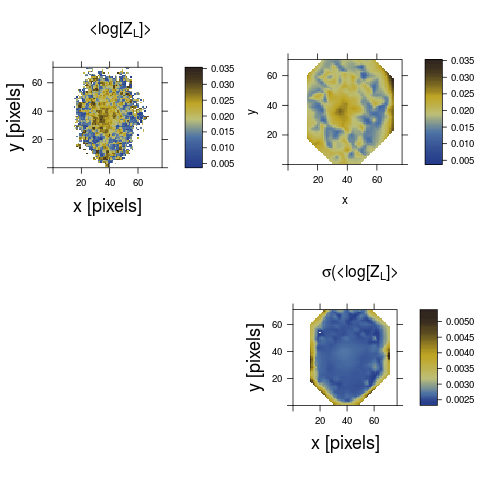 <log[Z_L]>
60
40
20
20 40 60
x [pixels]
y [pixels]
0.035
0.030
0.025
0.020
0.015
0.010
0.005
60
40
20
20 40 60
x
y
0.035
0.030
0.025
0.020
0.015
0.010
0.005
σ(<log[Z_L]>
60
40
20
20 40 60
x [pixels]
y [pixels]
0.0050
0.0045
0.0040
0.0035
0.0030
0.0025